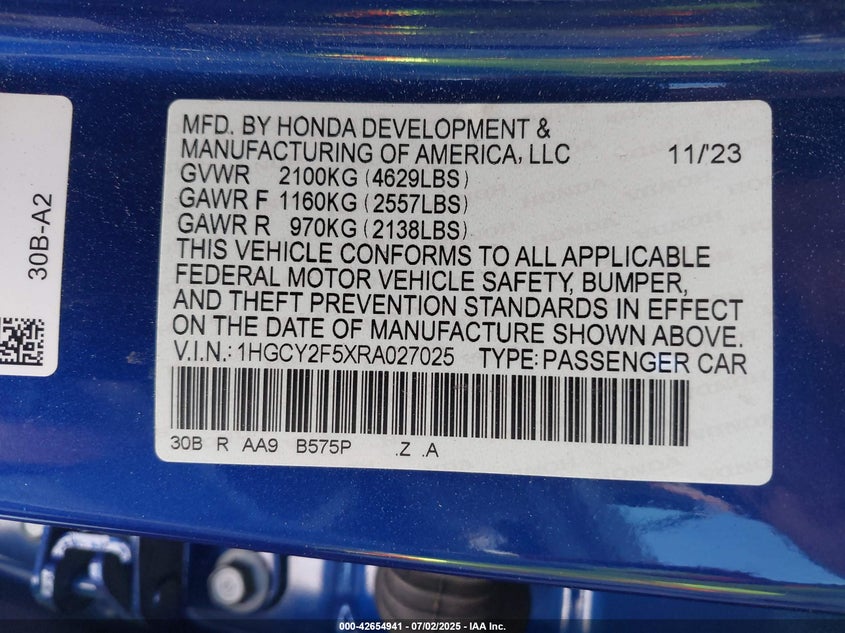 MFD. BY HONDA DEVELOPMENT &
MANUFACTURING OF AMERICA, LLC 11/'23
GVWR 2100KG (4629LBS)
GAWR F 1160KG (2557LBS)
GAWR R 970KG (2138LBS)
THIS VEHICLE CONFORMS TO ALL APPLICABLE
FEDERAL MOTOR VEHICLE SAFETY, BUMPER,
AND THEFT PREVENTION STANDARDS IN EFFECT
ON THE DATE OF MANUFACTURE SHOWN ABOVE.
V.I.N.: 1HGCY2F5XRA027025 TYPE: PASSENGER CAR
30B R AA9 B575P .Z .A
30B-A2
000-42654941 - 07/02/2025 - IAA Inc.